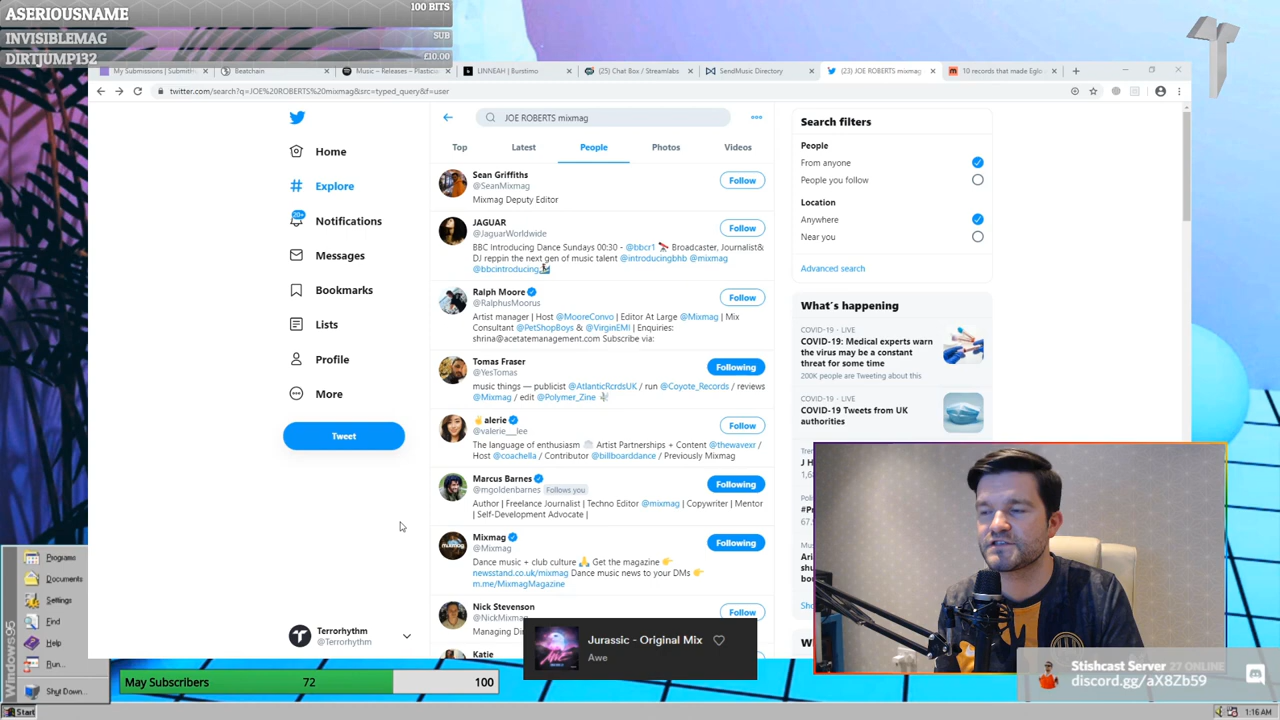 ASERIOUSNAME
100 BITS
INVISIBLEMAG
SUB
DIRTJUMP132
£10.00
My Submissions | SubmitH
Beatchain
Music – Releases – Plastic
LINNEAH / Burstimo
(25) Chat Box / Streamlabs
SendMusic Directory
(23) JOE ROBERTS mixmag
10 records that made Eglo
twitter.com/search?q=JOE%20ROBERTS%20mixmag&src=typed_query&f=user
JOE ROBERTS mixmag
Top
Latest
People
Photos
Videos
Home
Explore
20+
Notifications
Messages
Bookmarks
Lists
Profile
More
Tweet
Terrorhythm
@Terrorhythm
Sean Griffiths
@SeanMixmag
Mixmag Deputy Editor
Follow
JAGUAR
@JaguarWorldwide
BBC Introducing Dance Sundays 00:30 - @bbcr1 Broadcaster, Journalist&
DJ reppin the next gen of music talent @introducingbhb @mixmag
@bbcintroducing
Follow
Ralph Moore
@RalphusMoorus
Artist manager | Host @MooreConvo | Editor At Large @Mixmag | Mix
Consultant @PetShopBoys & @VirginEMI | Enquiries:
shrina@acetatemanagement.com Subscribe via:
Follow
Tomas Fraser
@YesTomas
music things — publicist @AtlanticRcrdsUK / run @Coyote_Records / reviews
@Mixmag / edit @Polymer_Zine
Following
alerie
@valerie___lee
The language of enthusiasm Artist Partnerships + Content @thewavexr /
Host @coachella / Contributor @billboarddance / Previously Mixmag
Follow
Marcus Barnes
@mgoldenbarnes Follows you
Author | Freelance Journalist | Techno Editor @mixmag | Copywriter | Mentor
| Self-Development Advocate |
Following
Mixmag
@Mixmag
Dance music + club culture Get the magazine
newsstand.co.uk/mixmag Dance music news to your DMs
m.me/MixmagMagazine
Following
Nick Stevenson
@NickMixma
Managing Di
Follow
Katie
Search filters
People
From anyone
People you follow
Location
Anywhere
Near you
Advanced search
What's happening
COVID-19 · LIVE
COVID-19: Medical experts warn
the virus may be a constant
threat for some time
200K people are Tweeting about this
COVID-19 · LIVE
COVID-19 Tweets from UK
authorities
Jurassic - Original Mix
Awe
Stishcast Server 27 ONLINE
discord.gg/aX8Zb59
Windows95
Programs
Documents
Settings
Find
Help
Run...
Shut Down...
May Subscribers
72
100
Start
1:16 AM